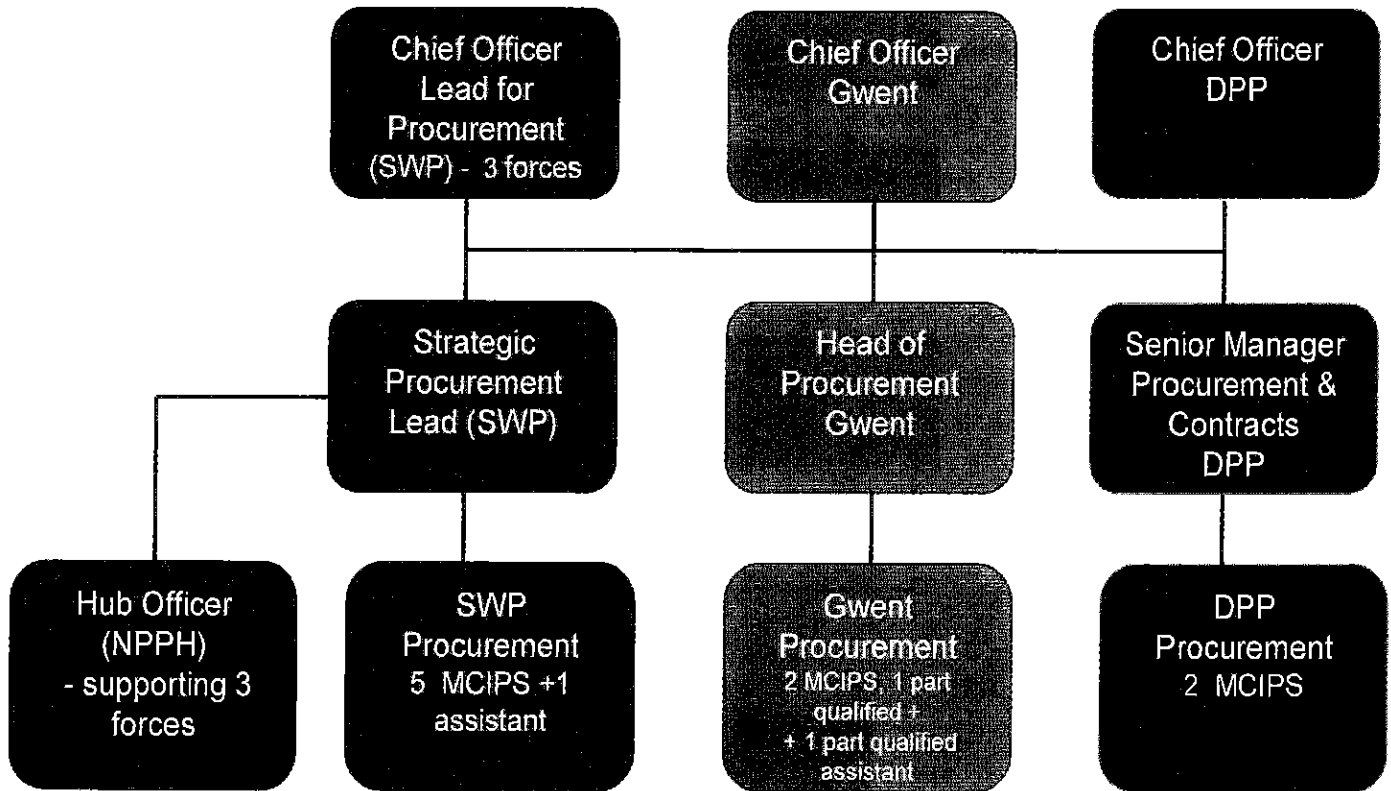 Chief Officer
Lead for
Procurement
(SWP) - 3 forces
Chief Officer
Gwent
Chief Officer
DPP
Strategic
Procurement
Lead (SWP)
Head of
Procurement
Gwent
Senior Manager
Procurement &
Contracts
DPP
Hub Officer
(NPPH)
- supporting 3
forces
SWP
Procurement
5 MCIPS +1
assistant
Gwent
Procurement
2 MCIPS, 1 part
qualified +
+ 1 part qualified
assistant
DPP
Procurement
2 MCIPS